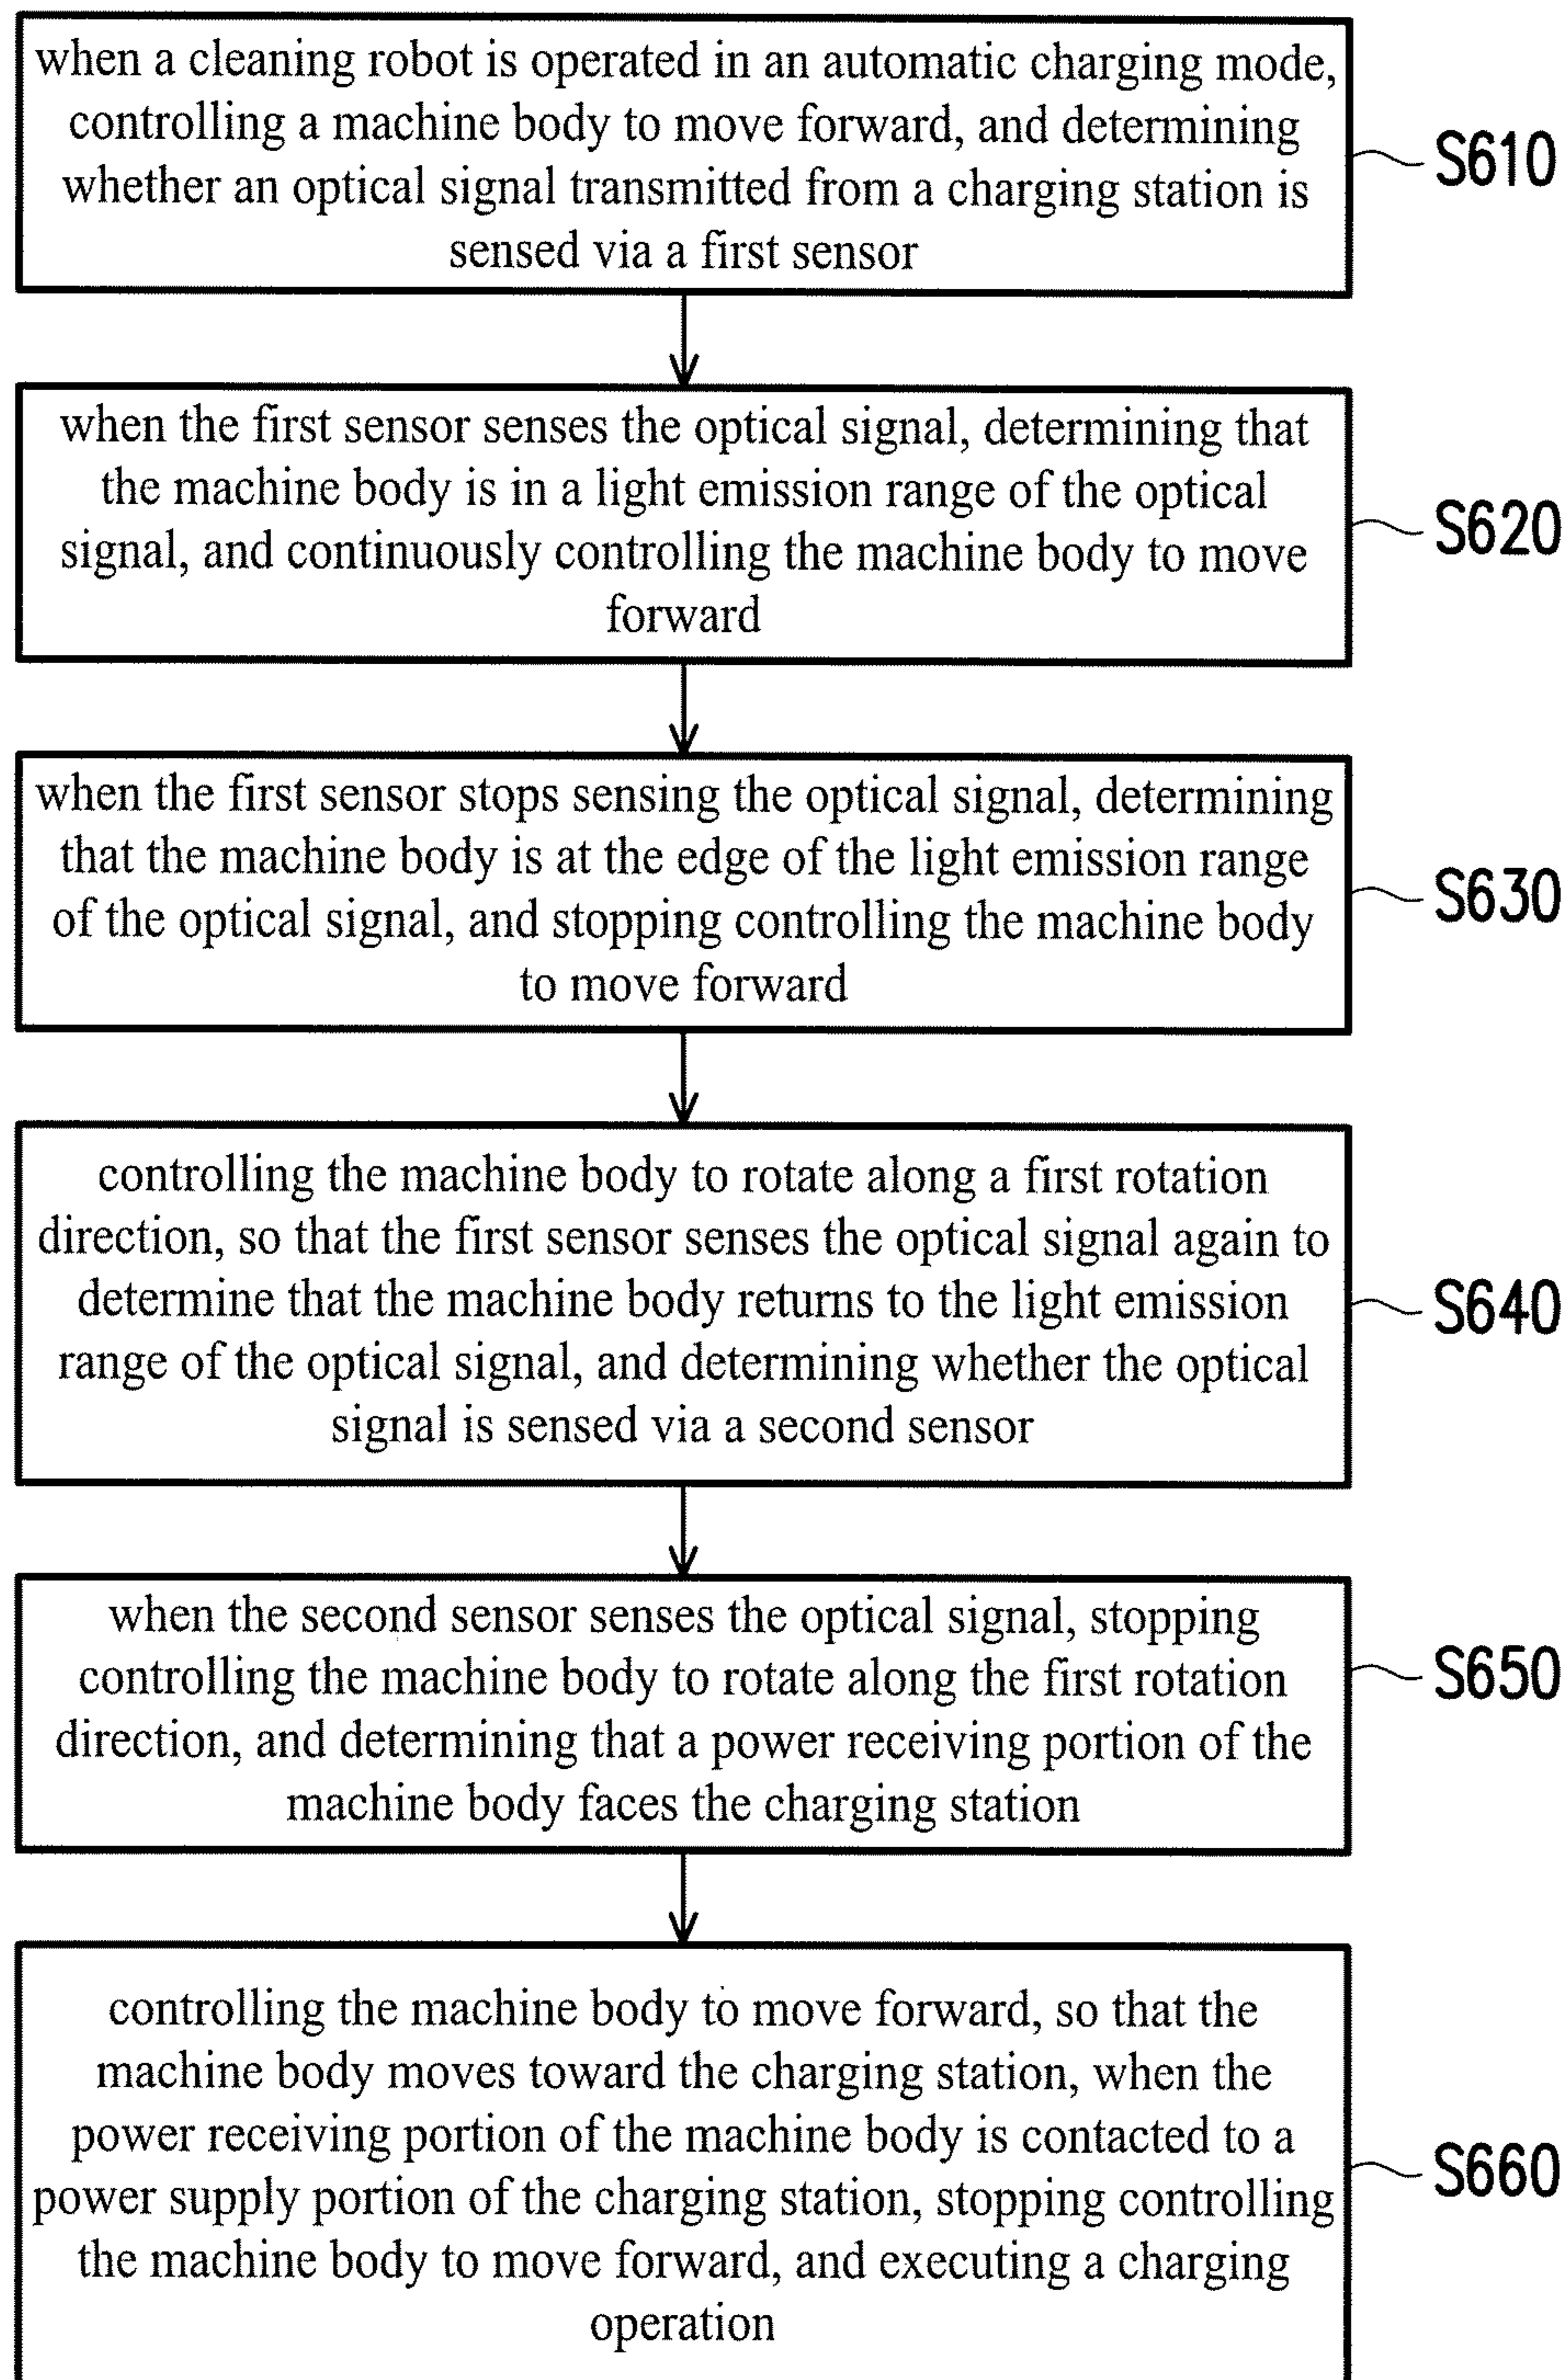 when a cleaning robot is operated in an automatic charging mode,
controlling a machine body to move forward, and determining
whether an optical signal transmitted from a charging station is
sensed via a first sensor
S610
when the first sensor senses the optical signal, determining that
the machine body is in a light emission range of the optical
signal, and continuously controlling the machine body to move
forward
S620
when the first sensor stops sensing the optical signal, determining
that the machine body is at the edge of the light emission range
of the optical signal, and stopping controlling the machine body
to move forward
S630
controlling the machine body to rotate along a first rotation
direction, so that the first sensor senses the optical signal again to
determine that the machine body returns to the light emission
range of the optical signal, and determining whether the optical
signal is sensed via a second sensor
S640
when the second sensor senses the optical signal, stopping
controlling the machine body to rotate along the first rotation
direction, and determining that a power receiving portion of the
machine body faces the charging station
S650
controlling the machine body to move forward, so that the
machine body moves toward the charging station, when the
power receiving portion of the machine body is contacted to a
power supply portion of the charging station, stopping controlling
the machine body to move forward, and executing a charging
operation
S660